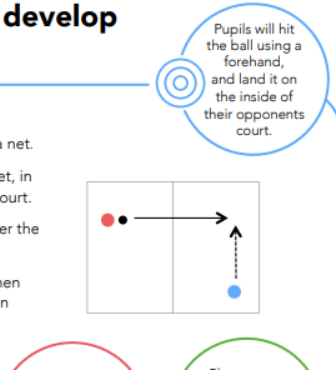 develop
Pupils will hit
the ball using a
forehand,
and land it on
the inside of
their opponents
court.
a net.
et, in
ourt.
er the
hen
n